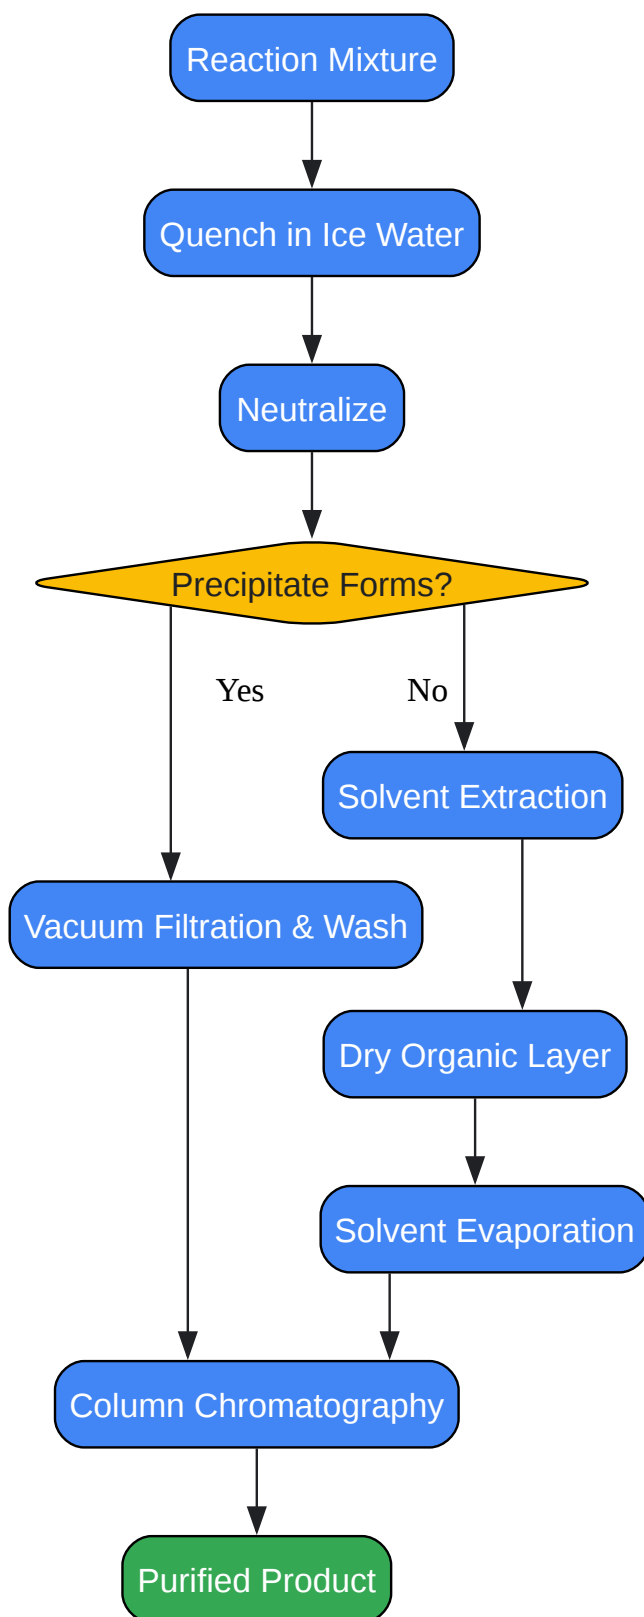 Reaction Mixture
Quench in Ice Water
Neutralize
Precipitate Forms?
Yes
No
Solvent Extraction
Vacuum Filtration & Wash
Dry Organic Layer
Solvent Evaporation
Column Chromatography
Purified Product